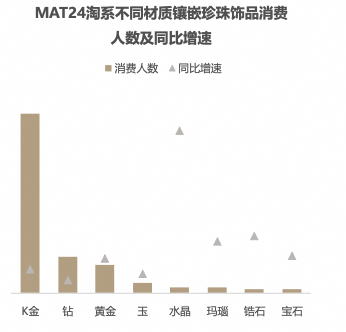 MAT24淘系不同材质镶嵌珍珠饰品消费
人数及同比增速
消费人数 同比增速
K金 钻 黄金 玉 水晶 玛瑙 锆石 宝石